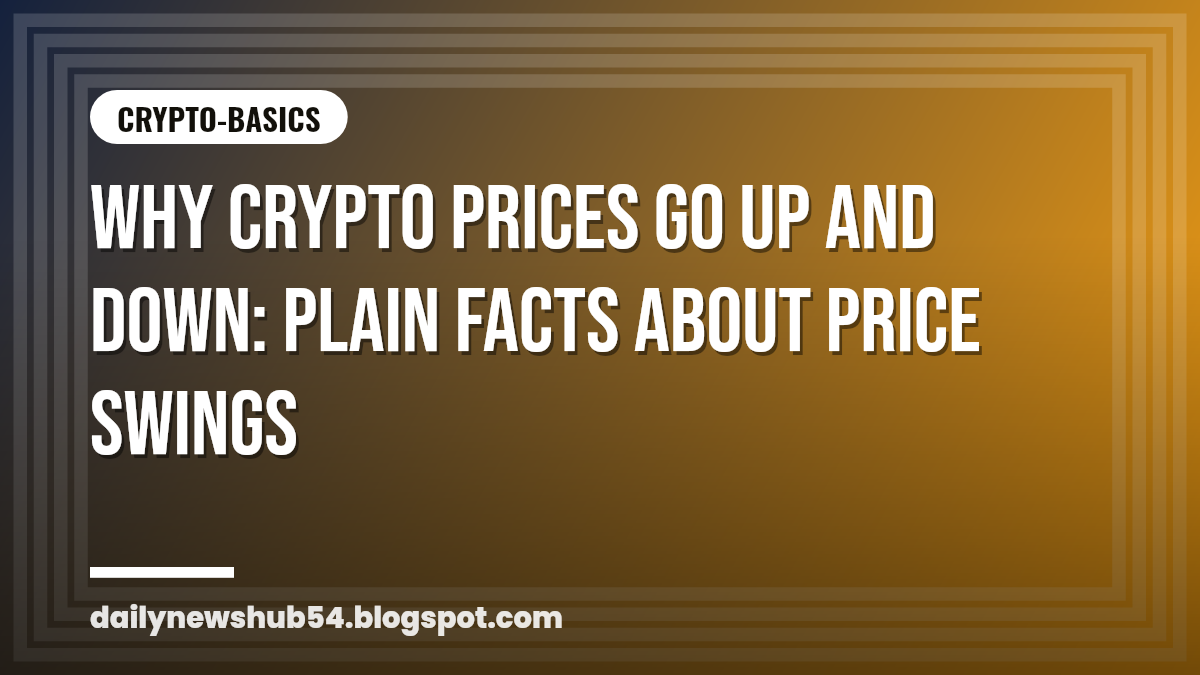 CRYPTO-BASICS
WHY CRYPTO PRICES GO UP AND
DOWN: PLAIN FACTS ABOUT PRICE
SWINGS
dailynewshub54.blogspot.com